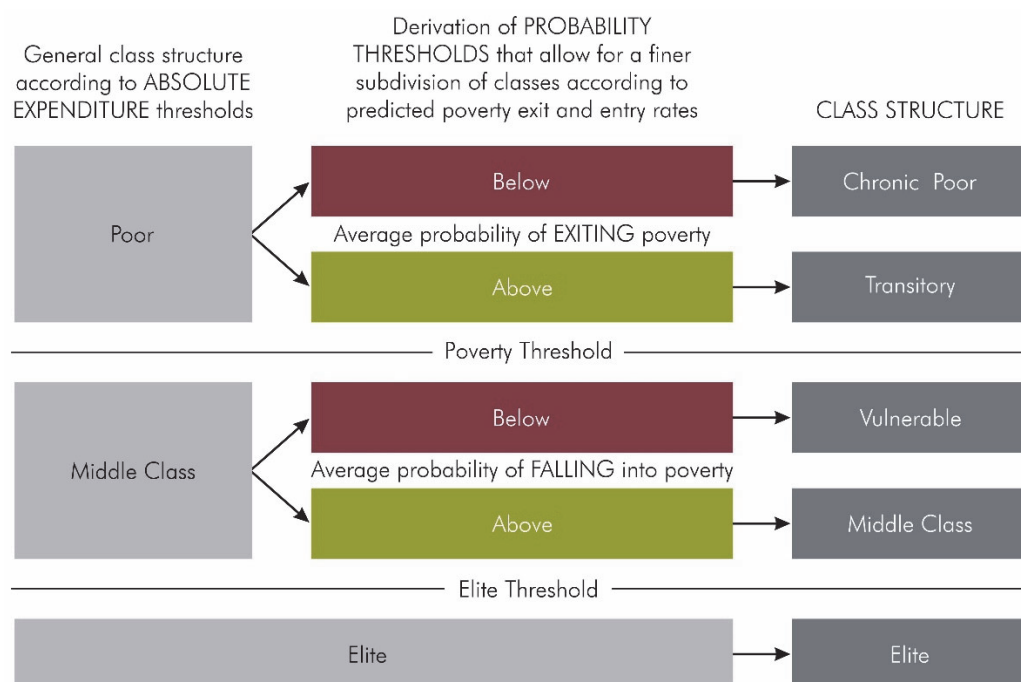 General class structure
according to ABSOLUTE
EXPENDITURE thresholds
Derivation of PROBABILITY
THRESHOLDS that allow for a finer
subdivision of classes according to
predicted poverty exit and entry rates
CLASS STRUCTURE
Poor
Below
Chronic Poor
Average probability of EXITING poverty
Above
Transitory
Poverty Threshold
Middle Class
Below
Vulnerable
Average probability of FALLING into poverty
Above
Middle Class
Elite Threshold
Elite
Elite